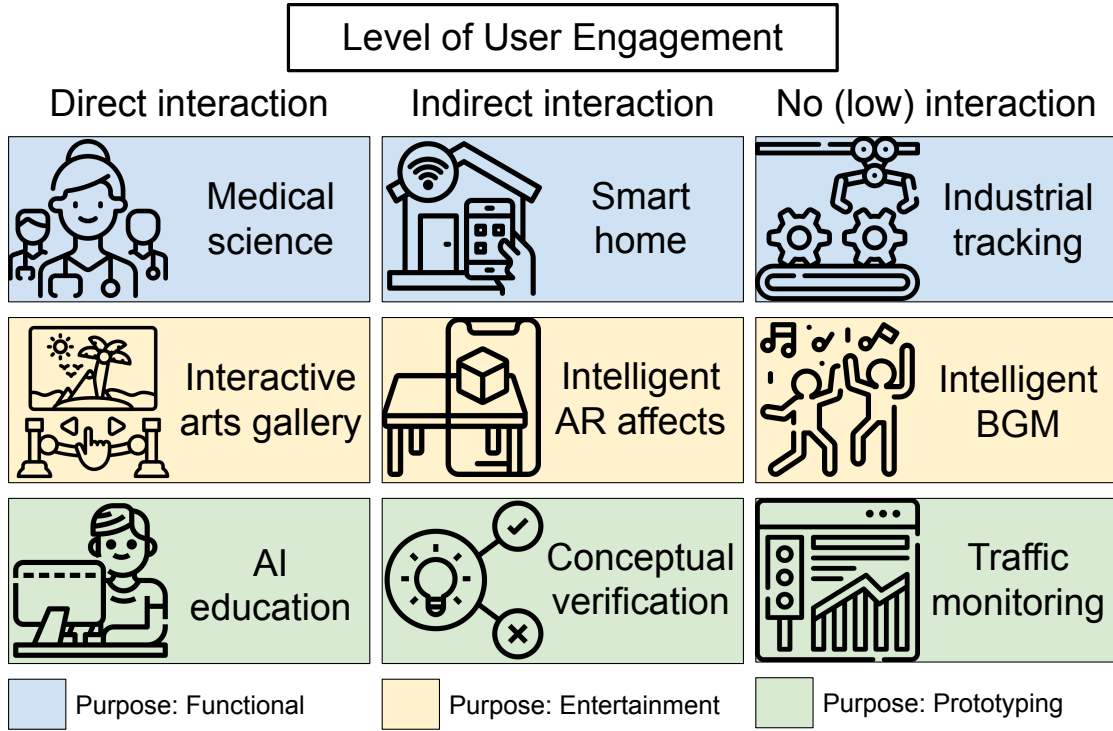 Level of User Engagement
Direct interaction
Indirect interaction
No (low) interaction
Medical
science
Smart
home
Industrial
tracking
Interactive
arts gallery
Intelligent
AR affects
Intelligent
BGM
AI
education
Conceptual
verification
Traffic
monitoring
Purpose: Functional
Purpose: Entertainment
Purpose: Prototyping